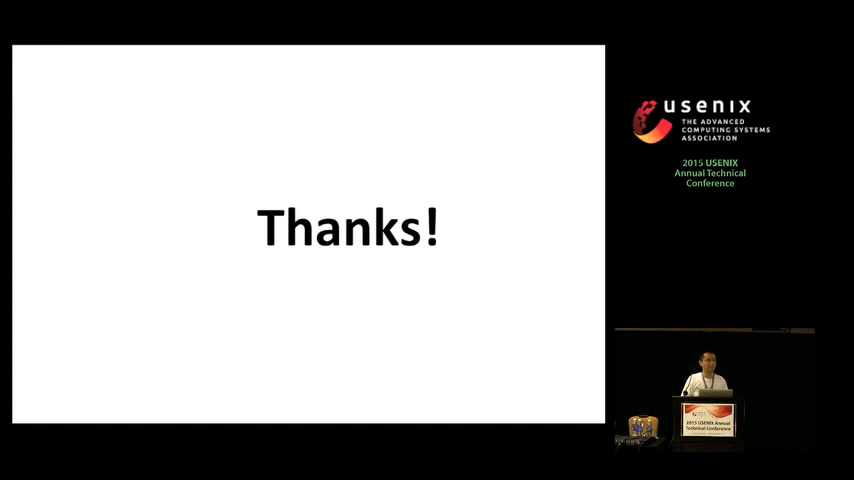 Thanks!
usenix
THE ADVANCED
COMPUTING SYSTEMS
ASSOCIATION
2015 USENIX
Annual Technical
Conference
2015 USENIX Annual
Technical Conference